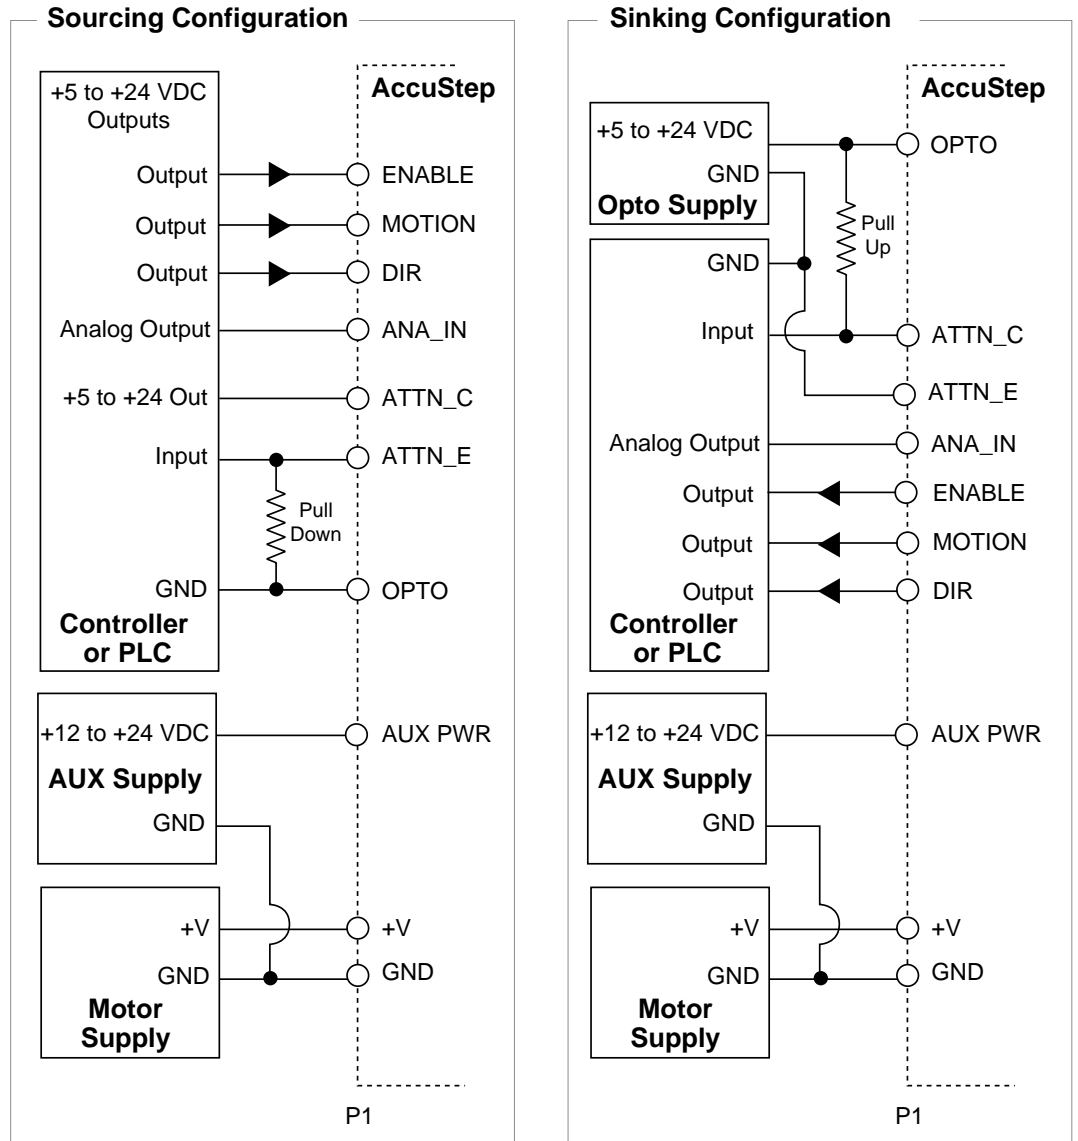 Sourcing Configuration
+5 to +24 VDC
Outputs
AccuStep
Output
ENABLE
Output
MOTION
Output
DIR
Analog Output
ANA_IN
+5 to +24 Out
ATTN_C
Input
ATTN_E
Pull
Down
GND
OPTO
Controller
or PLC
+12 to +24 VDC
AUX PWR
AUX Supply
GND
+V
+V
GND
GND
Motor
Supply
P1
Sinking Configuration
AccuStep
+5 to +24 VDC
OPTO
GND
Opto Supply
Pull
Up
GND
Input
ATTN_C
ATTN_E
Analog Output
ANA_IN
Output
ENABLE
Output
MOTION
Output
DIR
Controller
or PLC
+12 to +24 VDC
AUX PWR
AUX Supply
GND
+V
+V
GND
GND
Motor
Supply
P1